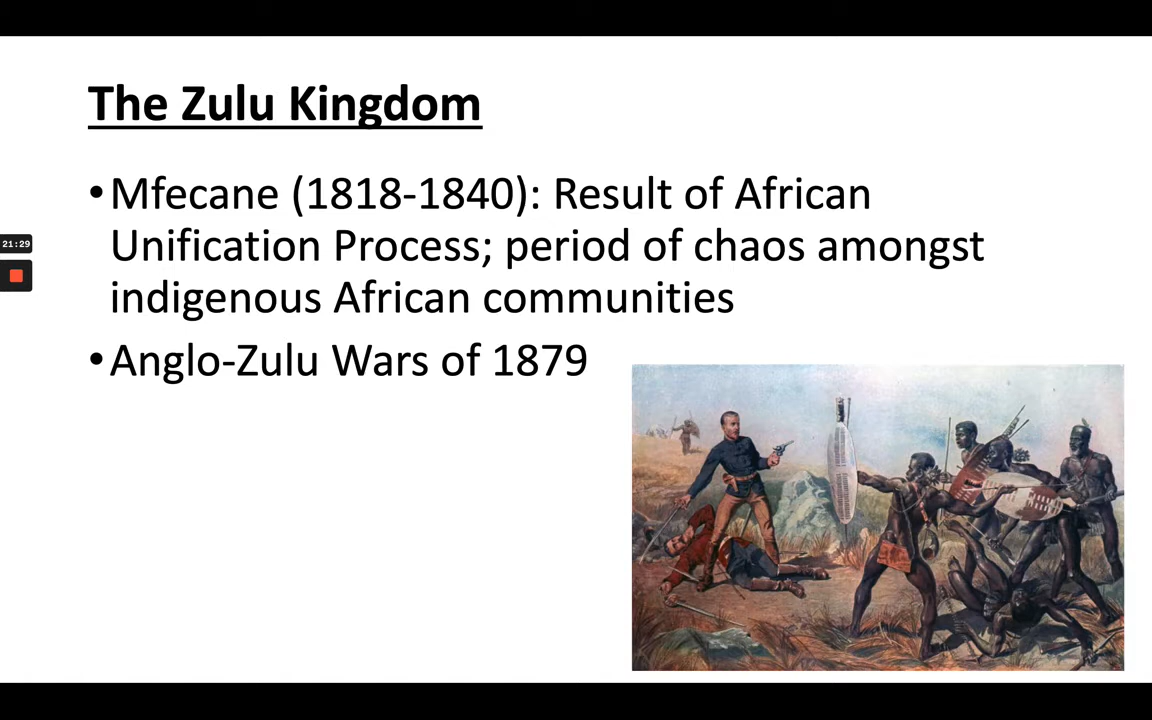 The Zulu Kingdom
•Mfecane (1818-1840): Result of African
Unification Process; period of chaos amongst
indigenous African communities
•Anglo-Zulu Wars of 1879
21:29